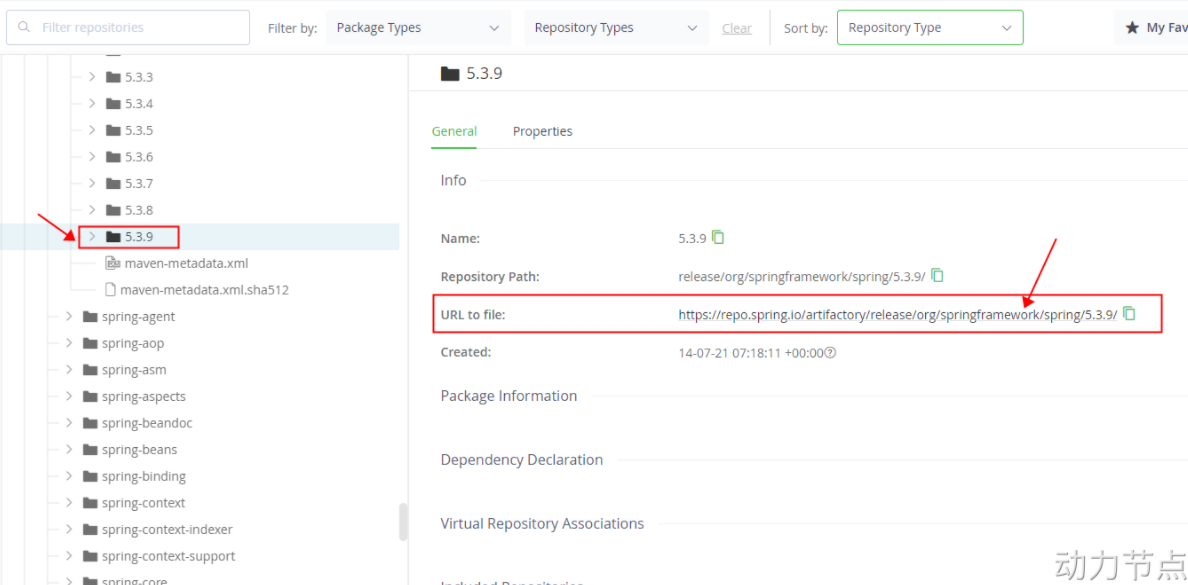 Filter repositories
Filter by:
Package Types
Repository Types
Clear
Sort by:
Repository Type
My Fav
5.3.3
5.3.4
5.3.5
5.3.6
5.3.7
5.3.8
5.3.9
maven-metadata.xml
maven-metadata.xml.sha512
spring-agent
spring-aop
spring-asm
spring-aspects
spring-beandoc
spring-beans
spring-binding
spring-context
spring-context-indexer
spring-context-support
spring-core
5.3.9
General Properties
Info
Name: 5.3.9
Repository Path: release/org/springframework/spring/5.3.9/
URL to file: https://repo.spring.io/artifactory/release/org/springframework/spring/5.3.9/
Created: 14-07-21 07:18:11 +00:00
Package Information
Dependency Declaration
Virtual Repository Associations
Included Repositories
动力节点